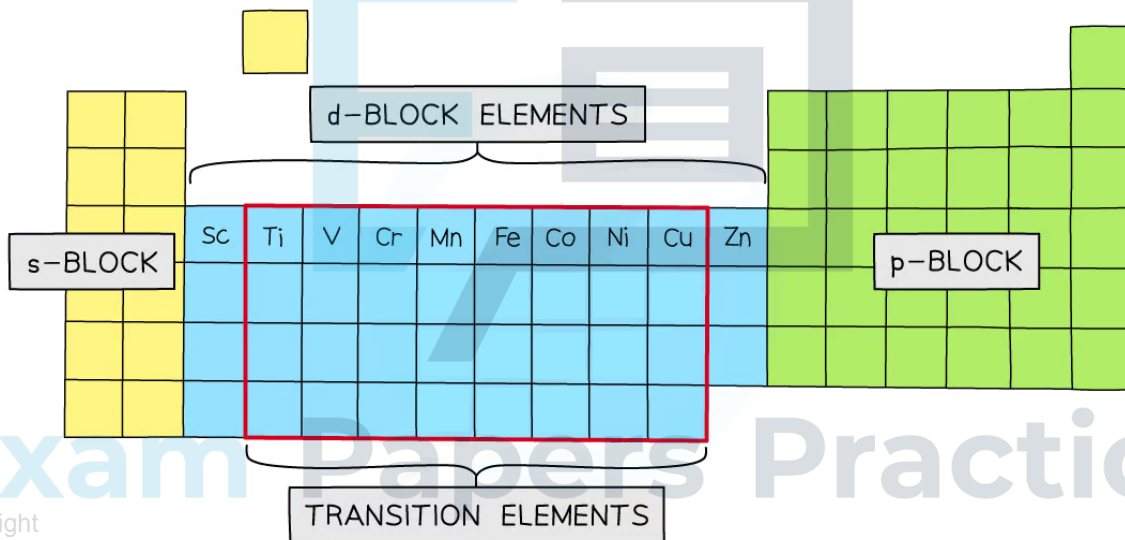 d-BLOCK ELEMENTS
Sc Ti V Cr Mn Fe Co Ni Cu Zn
s-BLOCK
p-BLOCK
xam Papers Practic
TRANSITION ELEMENTS
ight